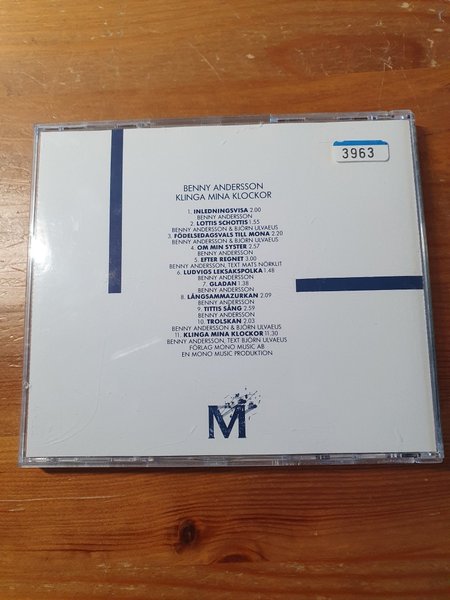 3963
BENNY ANDERSSON
KLINGA MINA KLOCKOR
1. INLEDNINGSVISA 2.00
BENNY ANDERSSON
2. LOTTIS SCHOTTIS 1.55
BENNY ANDERSSON & BJÖRN ULVAEUS
3. FÖDELSEDAGSVALS TILL MONA 2.20
BENNY ANDERSSON & BJÖRN ULVAEUS
4. OM MIN SYSTER 2.57
BENNY ANDERSSON
5. EFTER REGNET 3.00
BENNY ANDERSSON, TEXT MATS NÖRKLIT
6. LUDVIGS LEKSAKSPOLKA 1.48
BENNY ANDERSSON
7. GLADAN 1.38
BENNY ANDERSSON
8. LÅNGSAMMAZURKAN 2.09
BENNY ANDERSSON
9. TITTIS SÅNG 2.59
BENNY ANDERSSON
10. TROLSKAN 2.03
BENNY ANDERSSON & BJÖRN ULVAEUS
11. KLINGA MINA KLOCKOR 11.30
BENNY ANDERSSON, TEXT BJÖRN ULVAEUS
FÖRLAG MONO MUSIC AB
EN MONO MUSIC PRODUKTION
M